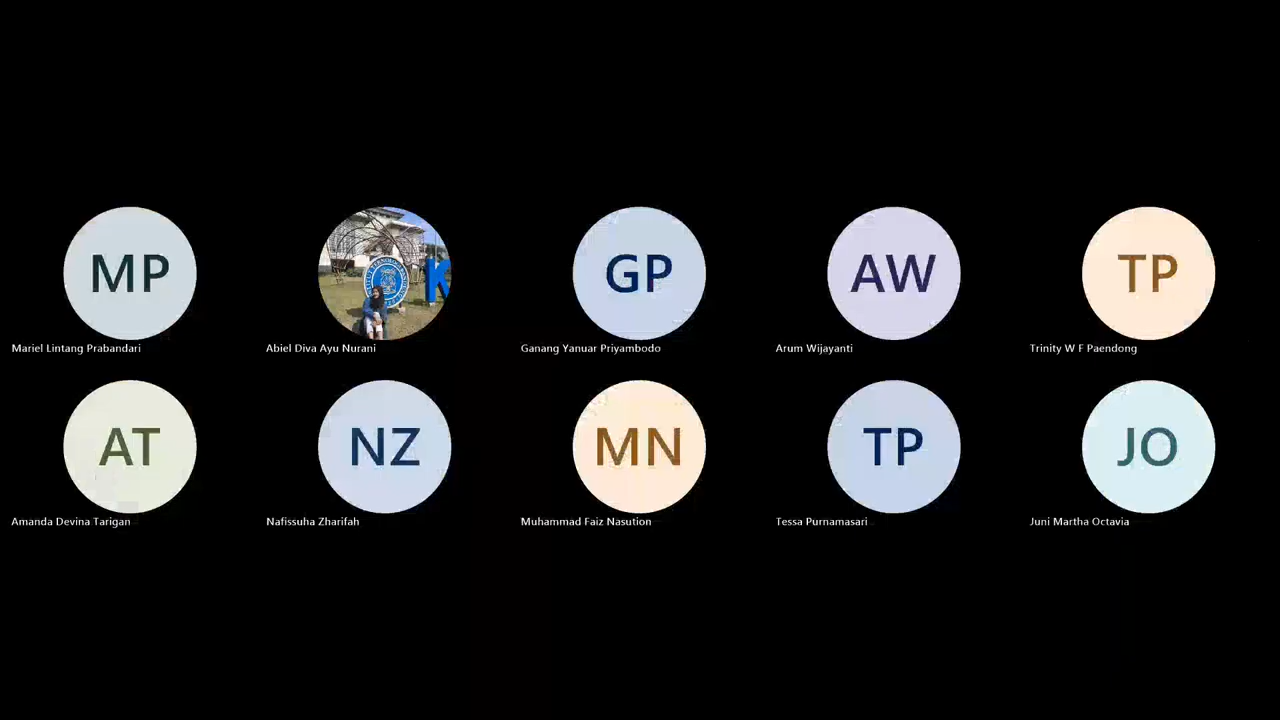 MP
GP
AW
TP
Mariel Lintang Prabandari
Abiel Diva Ayu Nurani
Ganang Yanuar Priyambodo
Arum Wijayanti
Trinity W F Paendong
AT
NZ
MN
TP
JO
Amanda Devina Tarigan
Nafissuha Zharifah
Muhammad Faiz Nasution
Tessa Purnamasari
Juni Martha Octavia